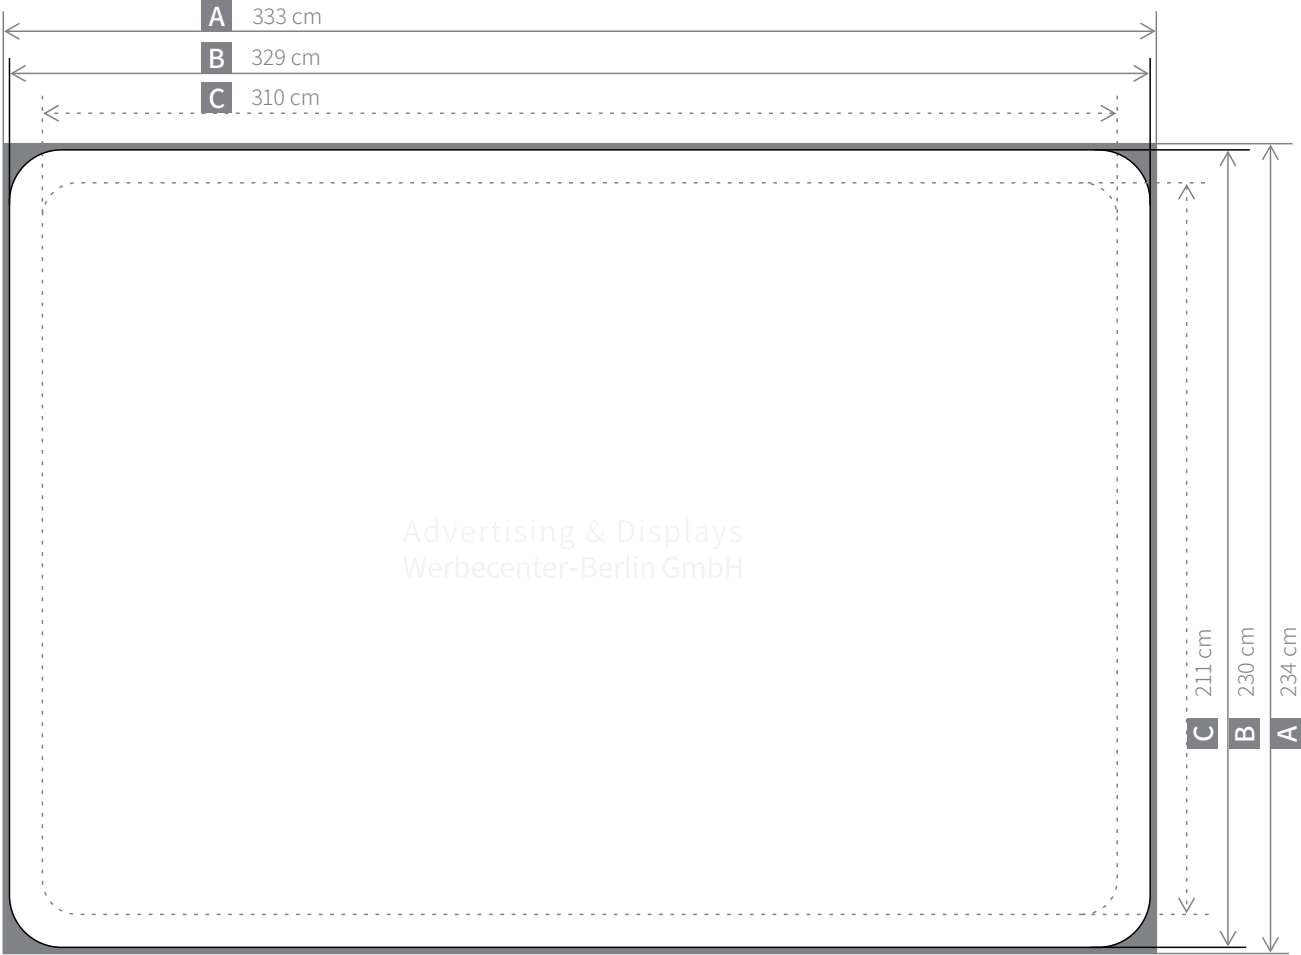 A 333 cm
B 329 cm
C 310 cm
Advertising & Displays
Werbecenter-Berlin GmbH
C 211 cm
B 230 cm
A 234 cm